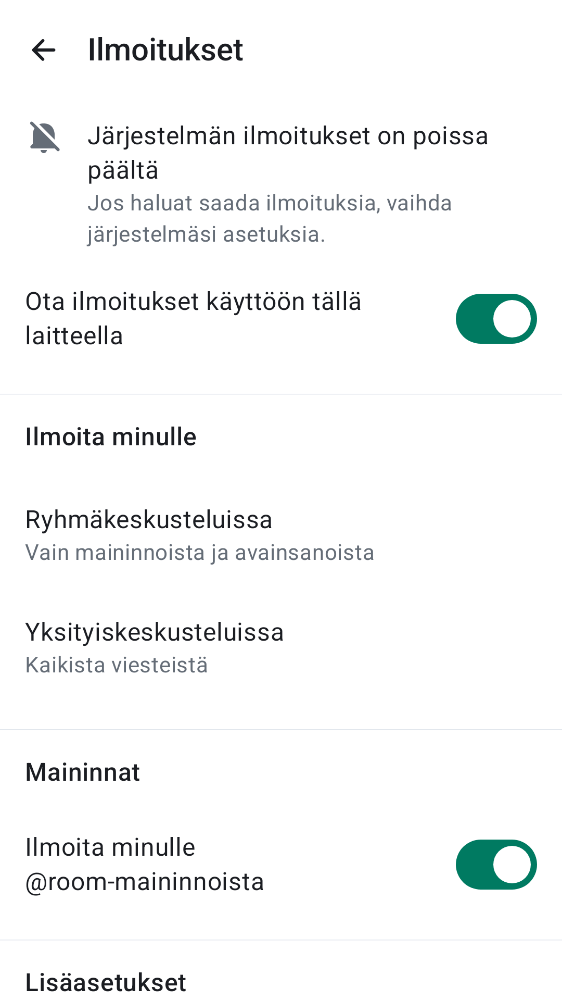 Ilmoitukset
Järjestelmän ilmoitukset on poissa
päältä
Jos haluat saada ilmoituksia, vaihda
järjestelmäsi asetuksia.
Ota ilmoitukset käyttöön tällä
laitteella
Ilmoita minulle
Ryhmäkeskusteluissa
Vain maininnoista ja avainsanoista
Yksityiskeskusteluissa
Kaikista viesteistä
Maininnat
Ilmoita minulle
@room-maininnoista
Lisäasetukset